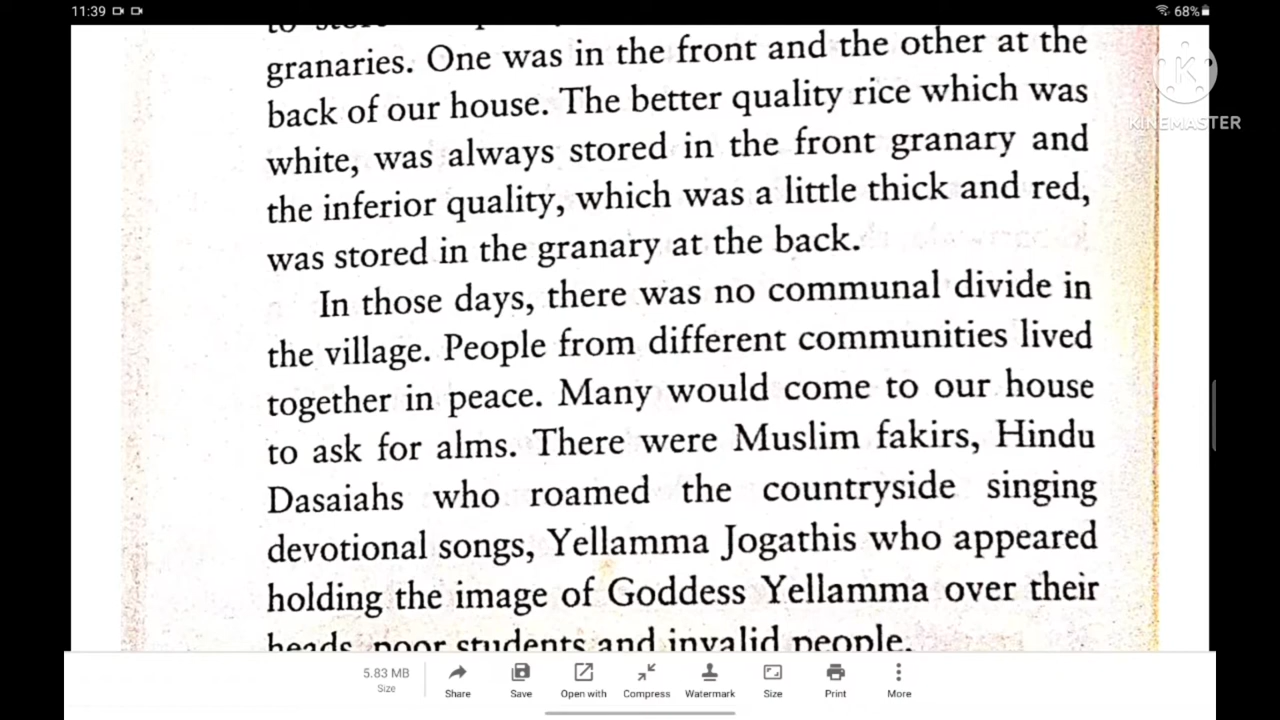 11:39
68%
to store
granaries. One was in the front and the other at the
back of our house. The better quality rice which was
white, was always stored in the front granary and
the inferior quality, which was a little thick and red,
was stored in the granary at the back.
In those days, there was no communal divide in
the village. People from different communities lived
together in peace. Many would come to our house
to ask for alms. There were Muslim fakirs, Hindu
Dasaiahs who roamed the countryside singing
devotional songs, Yellamma Jogathis who appeared
holding the image of Goddess Yellamma over their
heads, poor students and invalid people.
K
KINEMASTER
5.83 MB
Size
Share
Save
Open with
Compress
Watermark
Size
Print
More